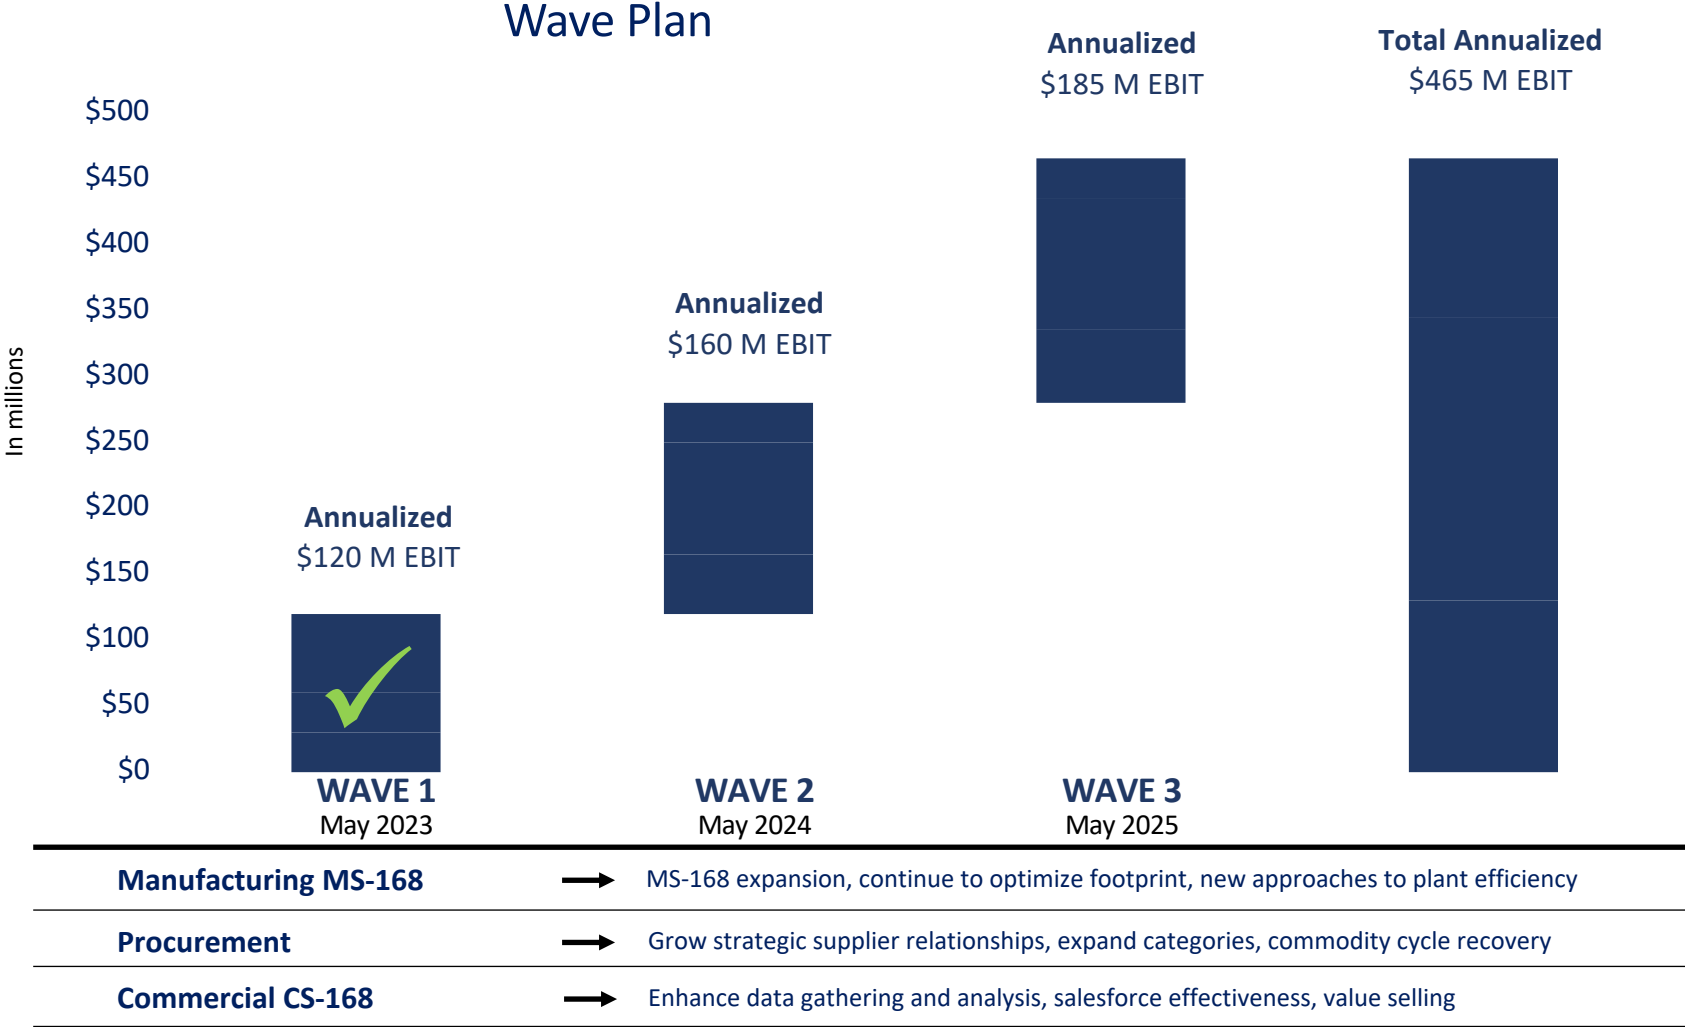 Wave Plan
Annualized
$185 M EBIT
Total Annualized
$465 M EBIT
Annualized
$160 M EBIT
Annualized
$120 M EBIT
In millions
$500
$450
$400
$350
$300
$250
$200
$150
$100
$50
$0
WAVE 1
May 2023
WAVE 2
May 2024
WAVE 3
May 2025
Manufacturing MS-168
MS-168 expansion, continue to optimize footprint, new approaches to plant efficiency
Procurement
Grow strategic supplier relationships, expand categories, commodity cycle recovery
Commercial CS-168
Enhance data gathering and analysis, salesforce effectiveness, value selling